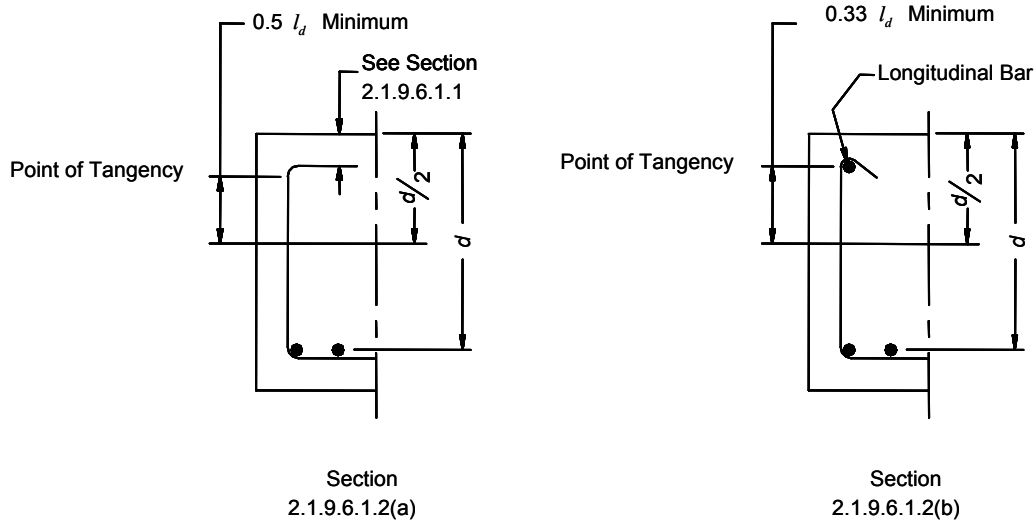 0.5 l_d Minimum
See Section
2.1.9.6.1.1
Point of Tangency
d/2
d
Section
2.1.9.6.1.2(a)
0.33 l_d Minimum
Longitudinal Bar
Point of Tangency
d/2
d
Section
2.1.9.6.1.2(b)